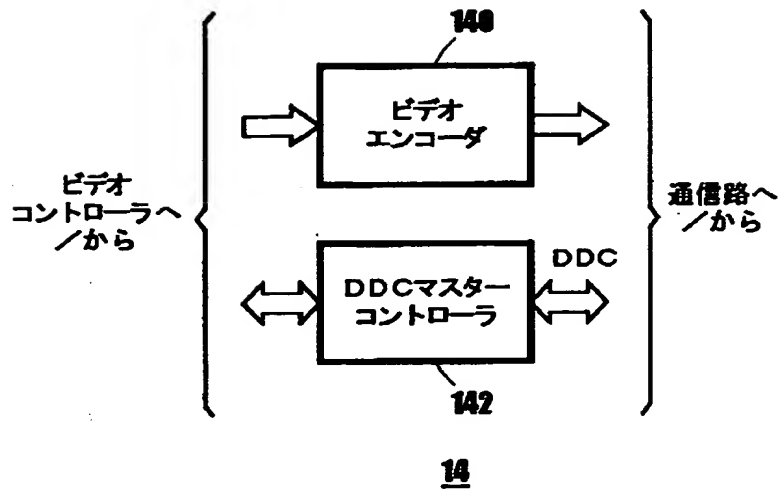 140
ビデオ
エンコーダ
ビデオ
コントローラへ
／から
通信路へ
／から
DDC
DDCマスター
コントローラ
142
14